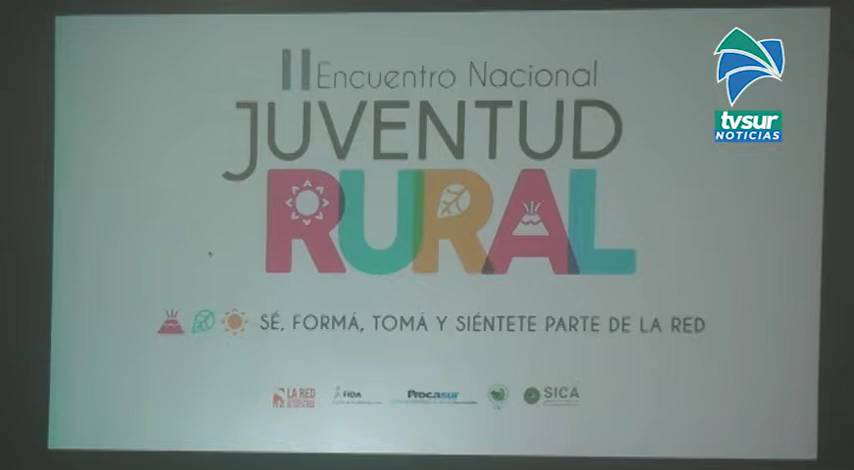 tvsur
NOTICIAS
II Encuentro Nacional
JUVENTUD
RURAL
SÉ, FORMÁ, TOMÁ Y SIÉNTETE PARTE DE LA RED
LA RED FIDA PROCASUR SICA